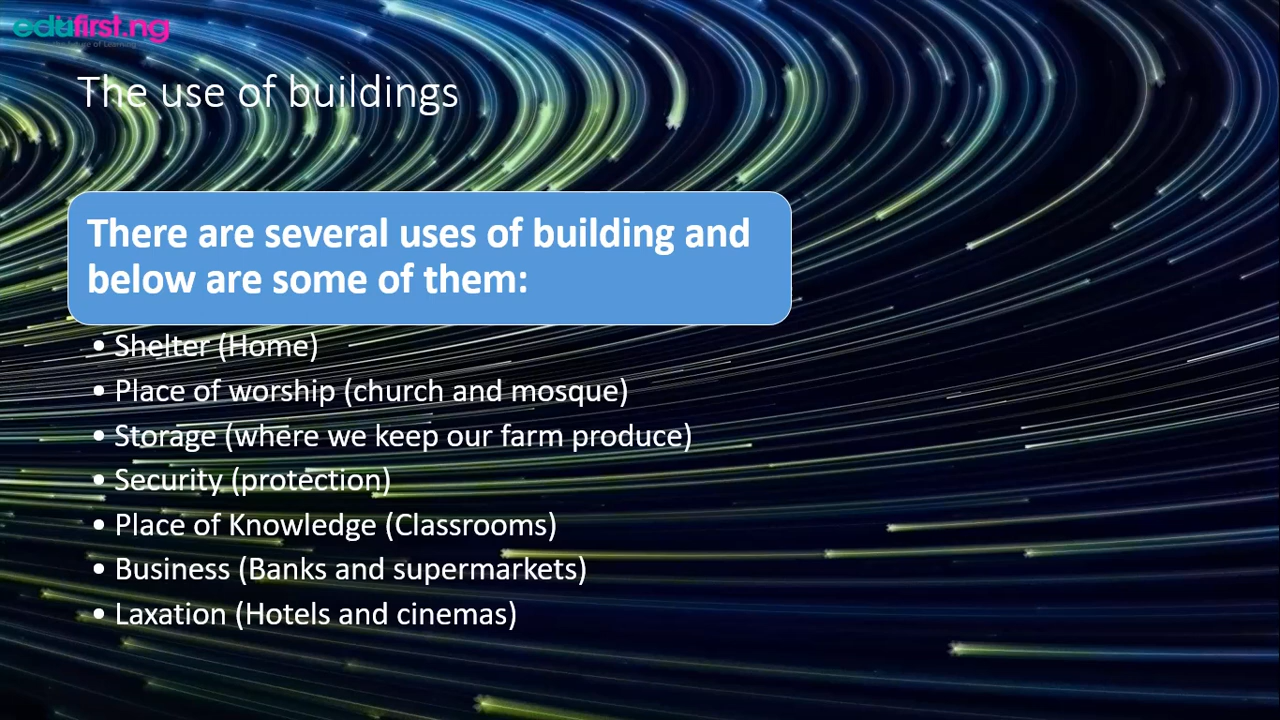 edufirst.ng
The use of buildings
There are several uses of building and
below are some of them:
• Shelter (Home)
• Place of worship (church and mosque)
• Storage (where we keep our farm produce)
• Security (protection)
• Place of Knowledge (Classrooms)
• Business (Banks and supermarkets)
• Laxation (Hotels and cinemas)